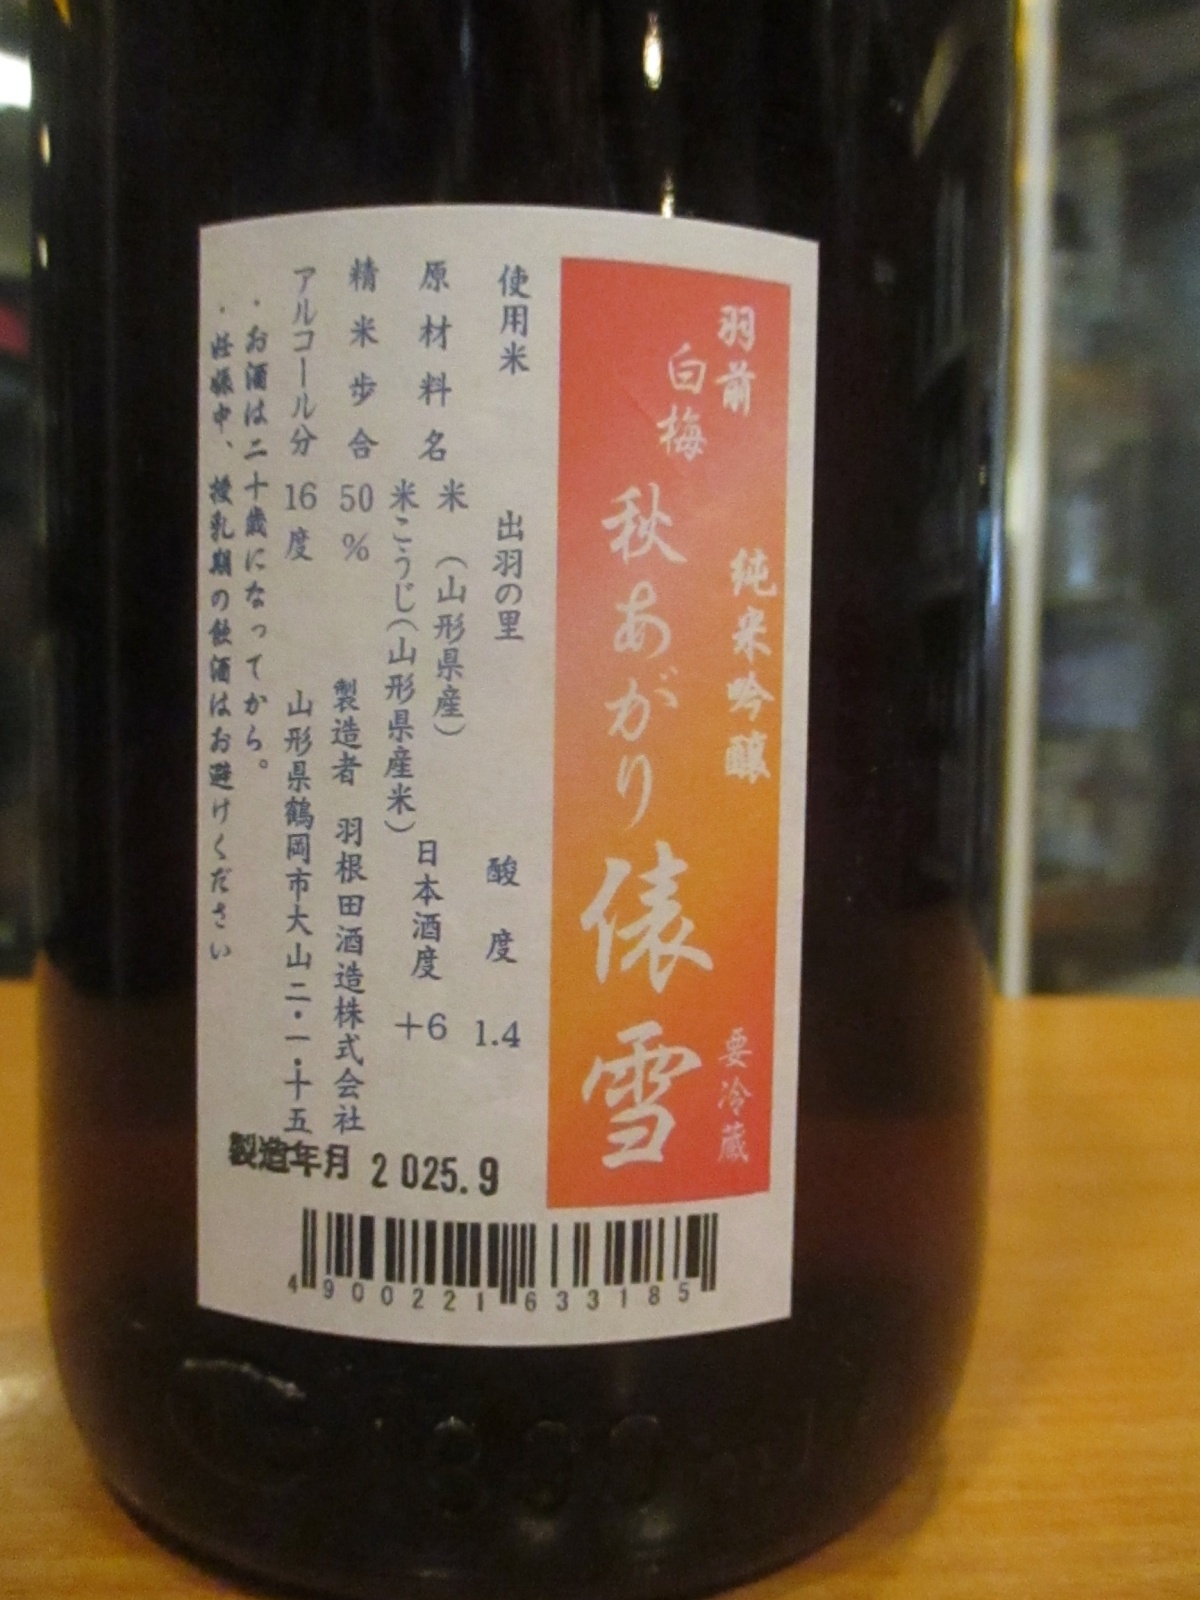 羽前
白梅
純米吟醸
秋あがり俵雪
要冷蔵
使用米 出羽の里 酸度 1.4
原材料名 米(山形県産)
米こうじ(山形県産米)
日本酒度 +6
精米歩合 50%
製造者 羽根田酒造株式会社
アルコール分 16度
山形県鶴岡市大山二・一・十五
・お酒は二十歳になってから。
・妊娠中、授乳期の飲酒はお避けください
製造年月 2025.9
4900221633185